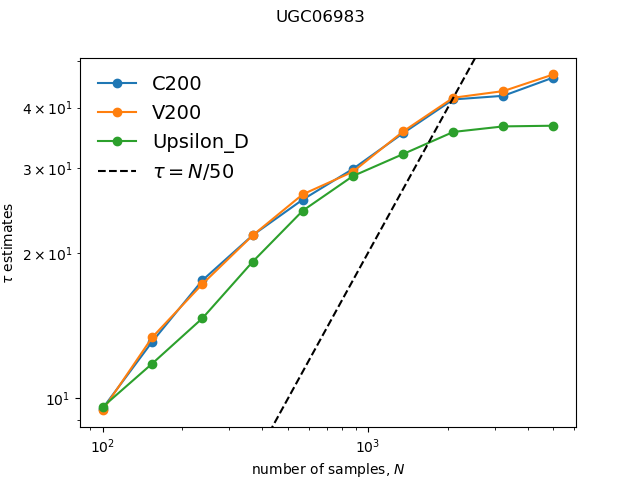 UGC06983
C200
V200
Upsilon_D
τ = N/50
4 × 10¹
3 × 10¹
2 × 10¹
10¹
τ estimates
10² 10³
number of samples, N